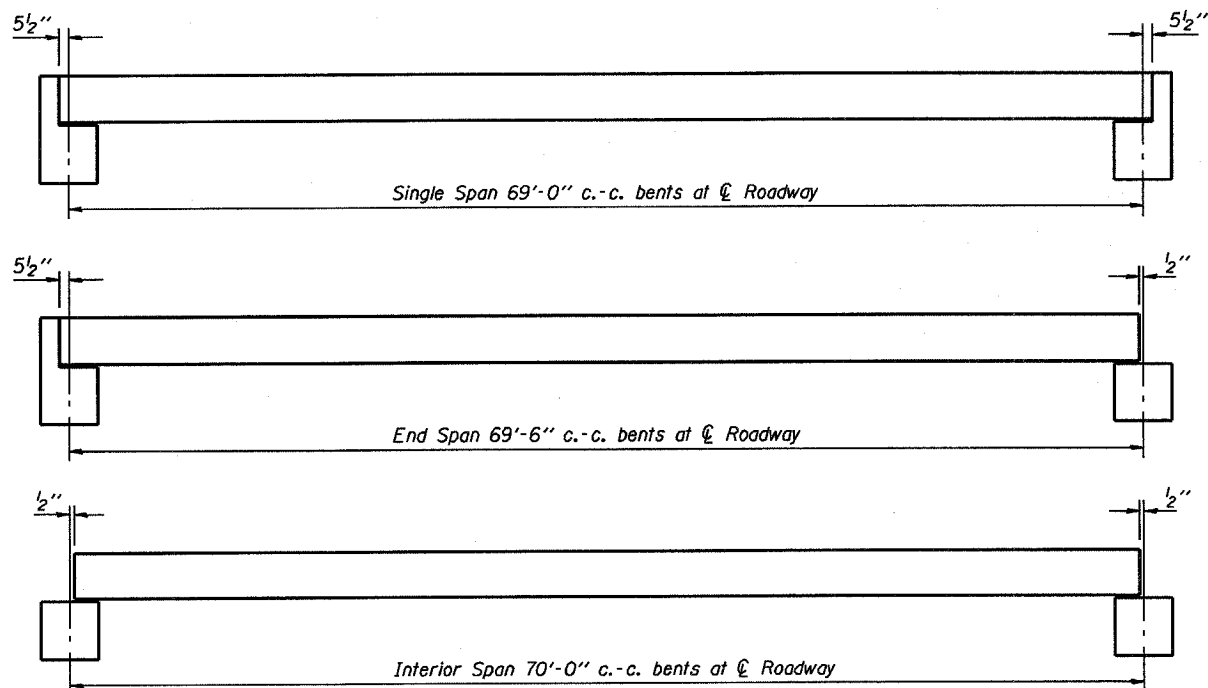 5½" 5½"
Single Span 69'-0" c.-c. bents at ℄ Roadway
5½" ½"
End Span 69'-6" c.-c. bents at ℄ Roadway
½" ½"
Interior Span 70'-0" c.-c. bents at ℄ Roadway